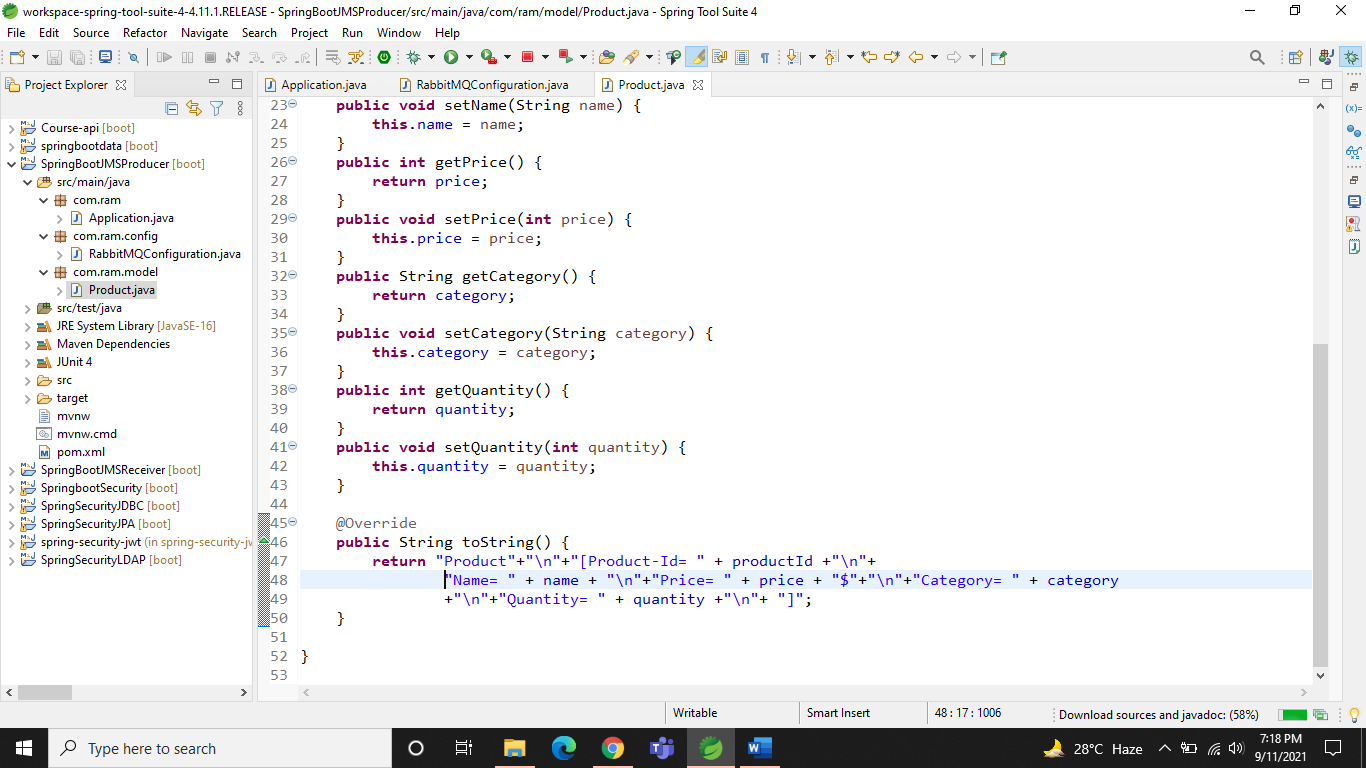 workspace-spring-tool-suite-4-4.11.1.RELEASE - SpringBootJMSProducer/src/main/java/com/ram/model/Product.java - Spring Tool Suite 4
File Edit Source Refactor Navigate Search Project Run Window Help
Project Explorer
Application.java RabbitMQConfiguration.java Product.java
Course-api [boot]
springbootdata [boot]
SpringBootJMSProducer [boot]
src/main/java
com.ram
Application.java
com.ram.config
RabbitMQConfiguration.java
com.ram.model
Product.java
src/test/java
JRE System Library [JavaSE-16]
Maven Dependencies
JUnit 4
src
target
mvnw
mvnw.cmd
pom.xml
SpringBootJMSReceiver [boot]
SpringbootSecurity [boot]
SpringSecurityJDBC [boot]
SpringSecurityJPA [boot]
spring-security-jwt (in spring-security-jw
SpringSecurityLDAP [boot]
23 public void setName(String name) {
24 this.name = name;
25 }
26 public int getPrice() {
27 return price;
28 }
29 public void setPrice(int price) {
30 this.price = price;
31 }
32 public String getCategory() {
33 return category;
34 }
35 public void setCategory(String category) {
36 this.category = category;
37 }
38 public int getQuantity() {
39 return quantity;
40 }
41 public void setQuantity(int quantity) {
42 this.quantity = quantity;
43 }
44
45 @Override
46 public String toString() {
47 return "Product"+"\n"+"[Product-Id= " + productId +"\n"+
48 "Name= " + name + "\n"+"Price= " + price + "$"+"\n"+"Category= " + category
49 +"\n"+"Quantity= " + quantity +"\n"+ "]";
50 }
51
52 }
53
Writable Smart Insert 48 : 17 : 1006 Download sources and javadoc: (58%)
Type here to search
28°C Haze
7:18 PM
9/11/2021